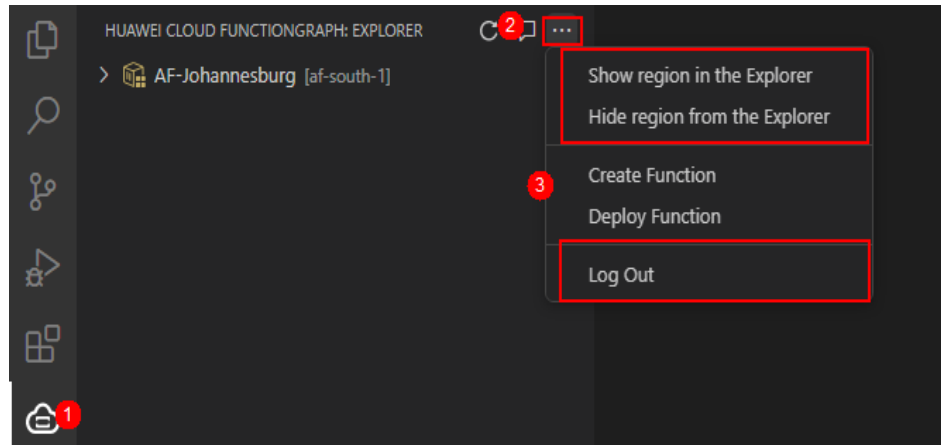 HUAWEI CLOUD FUNCTIONGRAPH: EXPLORER
2
...
AF-Johannesburg [af-south-1]
Show region in the Explorer
Hide region from the Explorer
3
Create Function
Deploy Function
Log Out
1